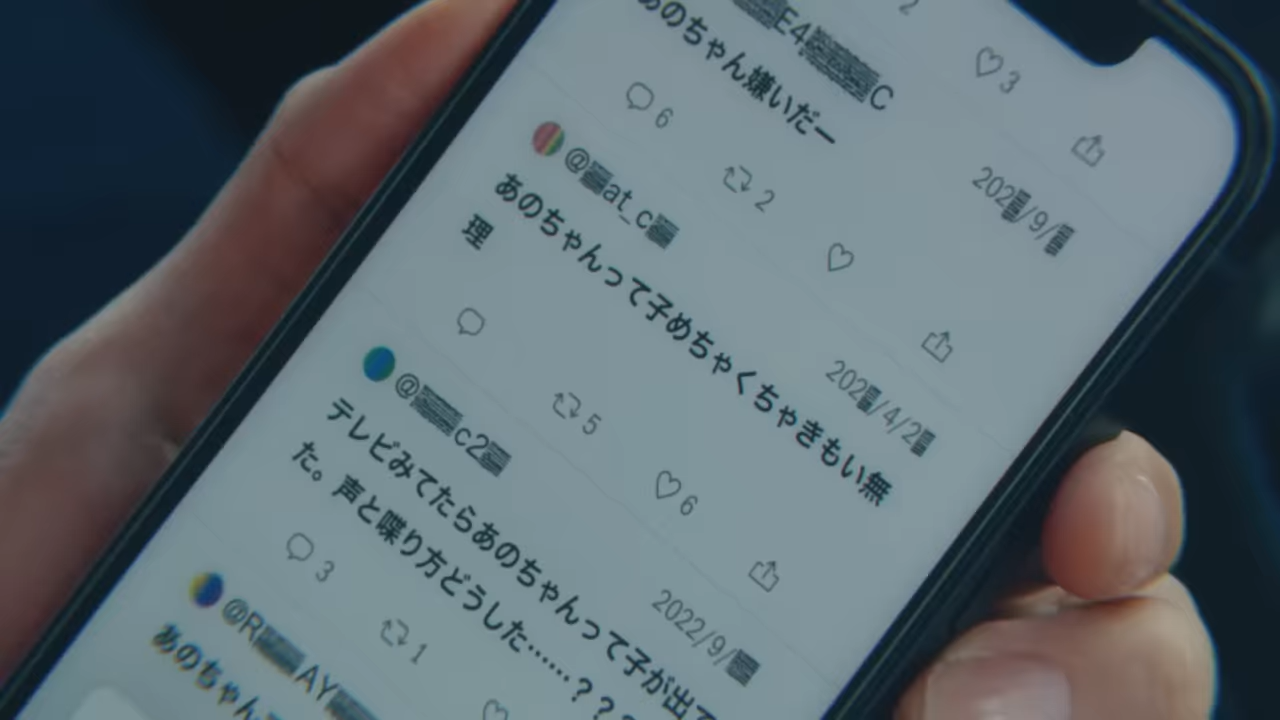 2
3
E4 C
あのちゃん嫌いだー
202 /9/
6
2
@ at_c
あのちゃんって子めちゃくちゃきもい無
理
202 /4/2
5
6
@ c2
テレビみてたらあのちゃんって子が出て
た。声と喋り方どうした……？？？
2022/9/
3
1
@R AY
あのちゃん